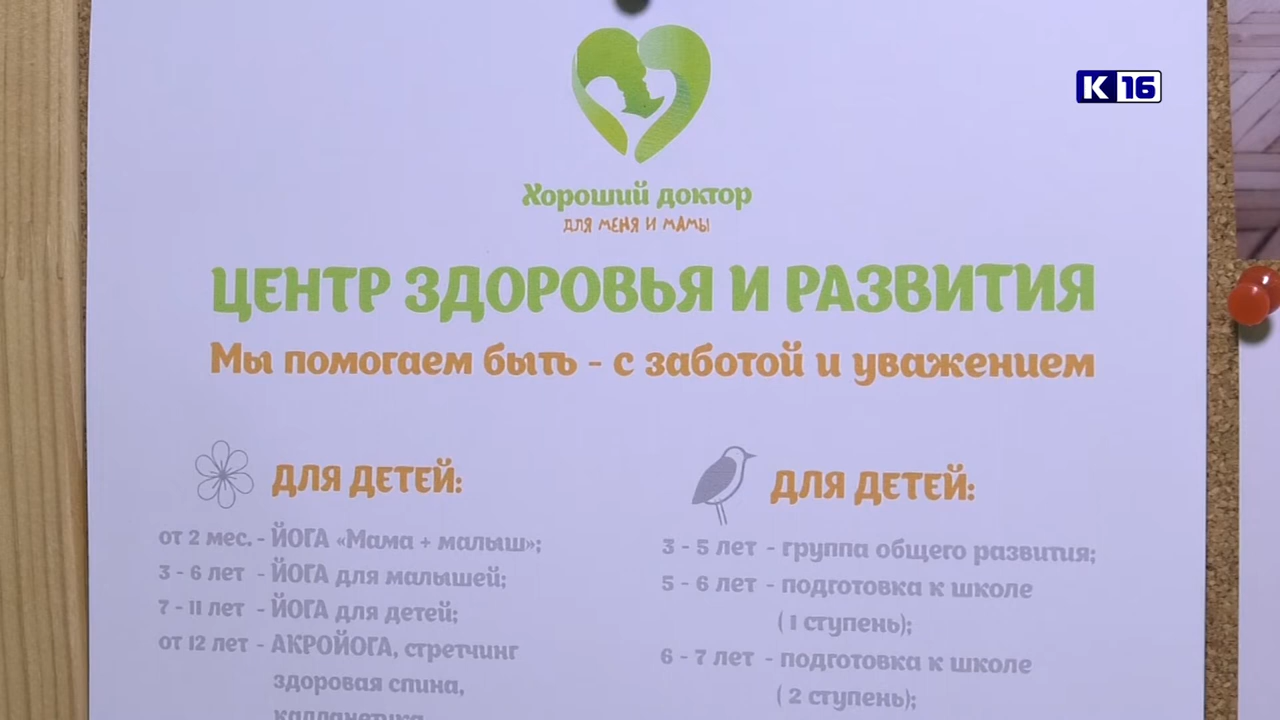 К 16
Хороший доктор
ДЛЯ МЕНЯ И МАМЫ
ЦЕНТР ЗДОРОВЬЯ И РАЗВИТИЯ
Мы помогаем быть - с заботой и уважением
ДЛЯ ДЕТЕЙ:
от 2 мес. - ЙОГА «Мама + малыш»;
3 - 6 лет - ЙОГА для малышей;
7 - 11 лет - ЙОГА для детей;
от 12 лет - АКРОЙОГА, стретчинг
здоровая спина,
калланетика
ДЛЯ ДЕТЕЙ:
3 - 5 лет - группа общего развития;
5 - 6 лет - подготовка к школе
( 1 ступень);
6 - 7 лет - подготовка к школе
( 2 ступень);